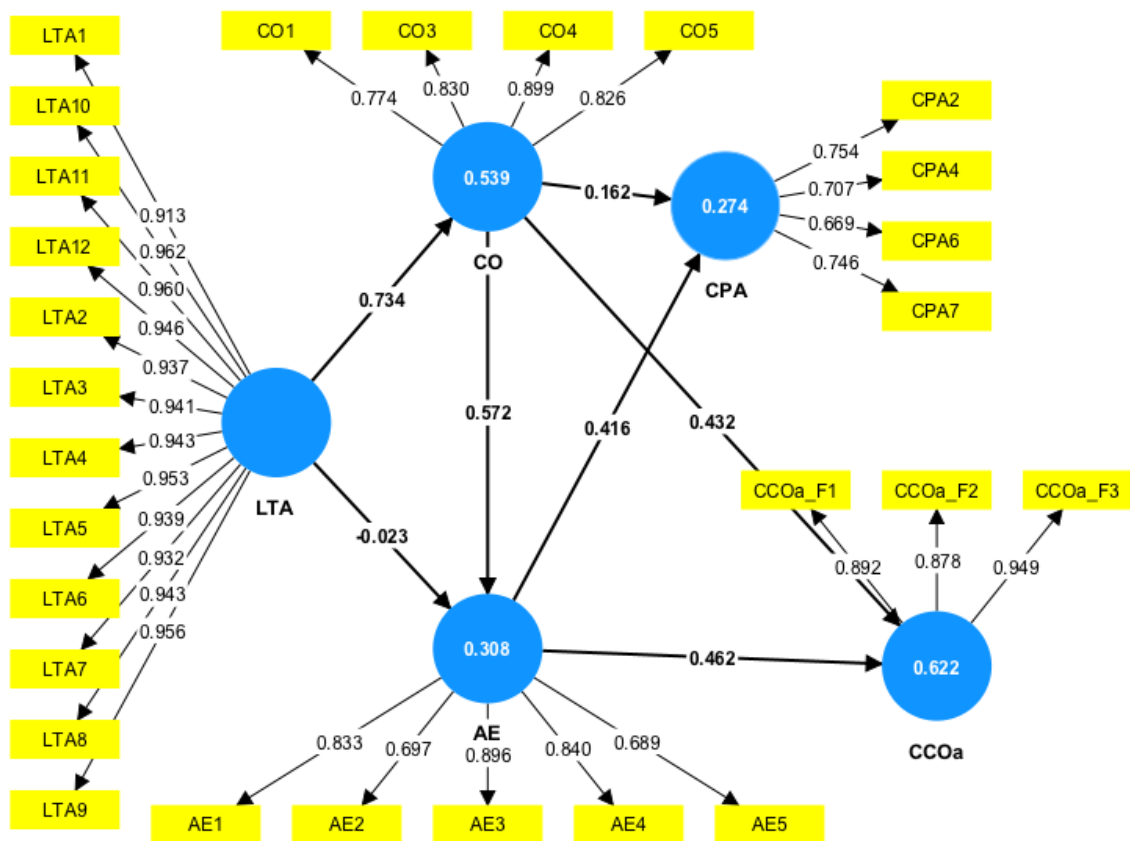 LTA1
CO1
CO3
CO4
CO5
LTA10
0.774
0.830
0.899
0.826
CPA2
LTA11
0.754
CPA4
0.913
0.539
0.162
0.707
0.274
LTA12
0.962
0.669
CPA6
CO
0.746
0.960
CPA
LTA2
0.946
0.734
CPA7
0.937
LTA3
0.941
0.572
0.416
0.432
LTA4
0.943
0.953
CCOa_F1
CCOa_F2
CCOa_F3
LTA
LTA5
0.939
-0.023
0.932
0.892
0.878
0.949
LTA6
0.943
0.956
0.308
0.462
LTA7
0.622
AE
LTA8
0.833
0.697
0.896
0.840
0.689
CCOa
LTA9
AE1
AE2
AE3
AE4
AE5